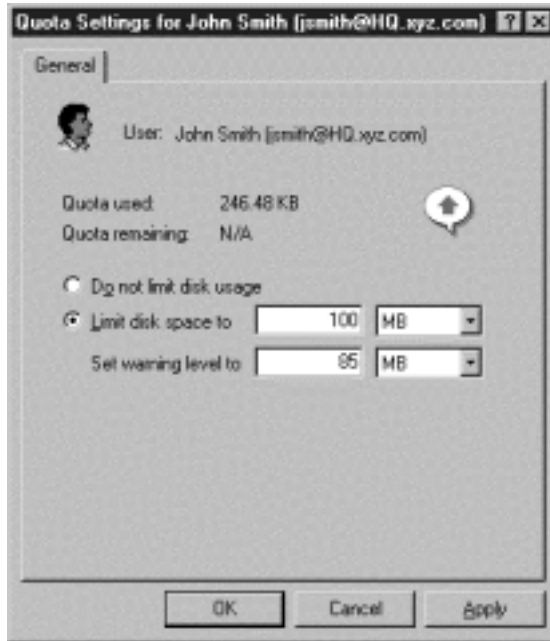 Quota Settings for John Smith (jsmith@HQ.xyz.com)
General
User: John Smith (jsmith@HQ.xyz.com)
Quota used: 246.48 KB
Quota remaining: N/A
Do not limit disk usage
Limit disk space to 100 MB
Set warning level to 85 MB
OK Cancel Apply